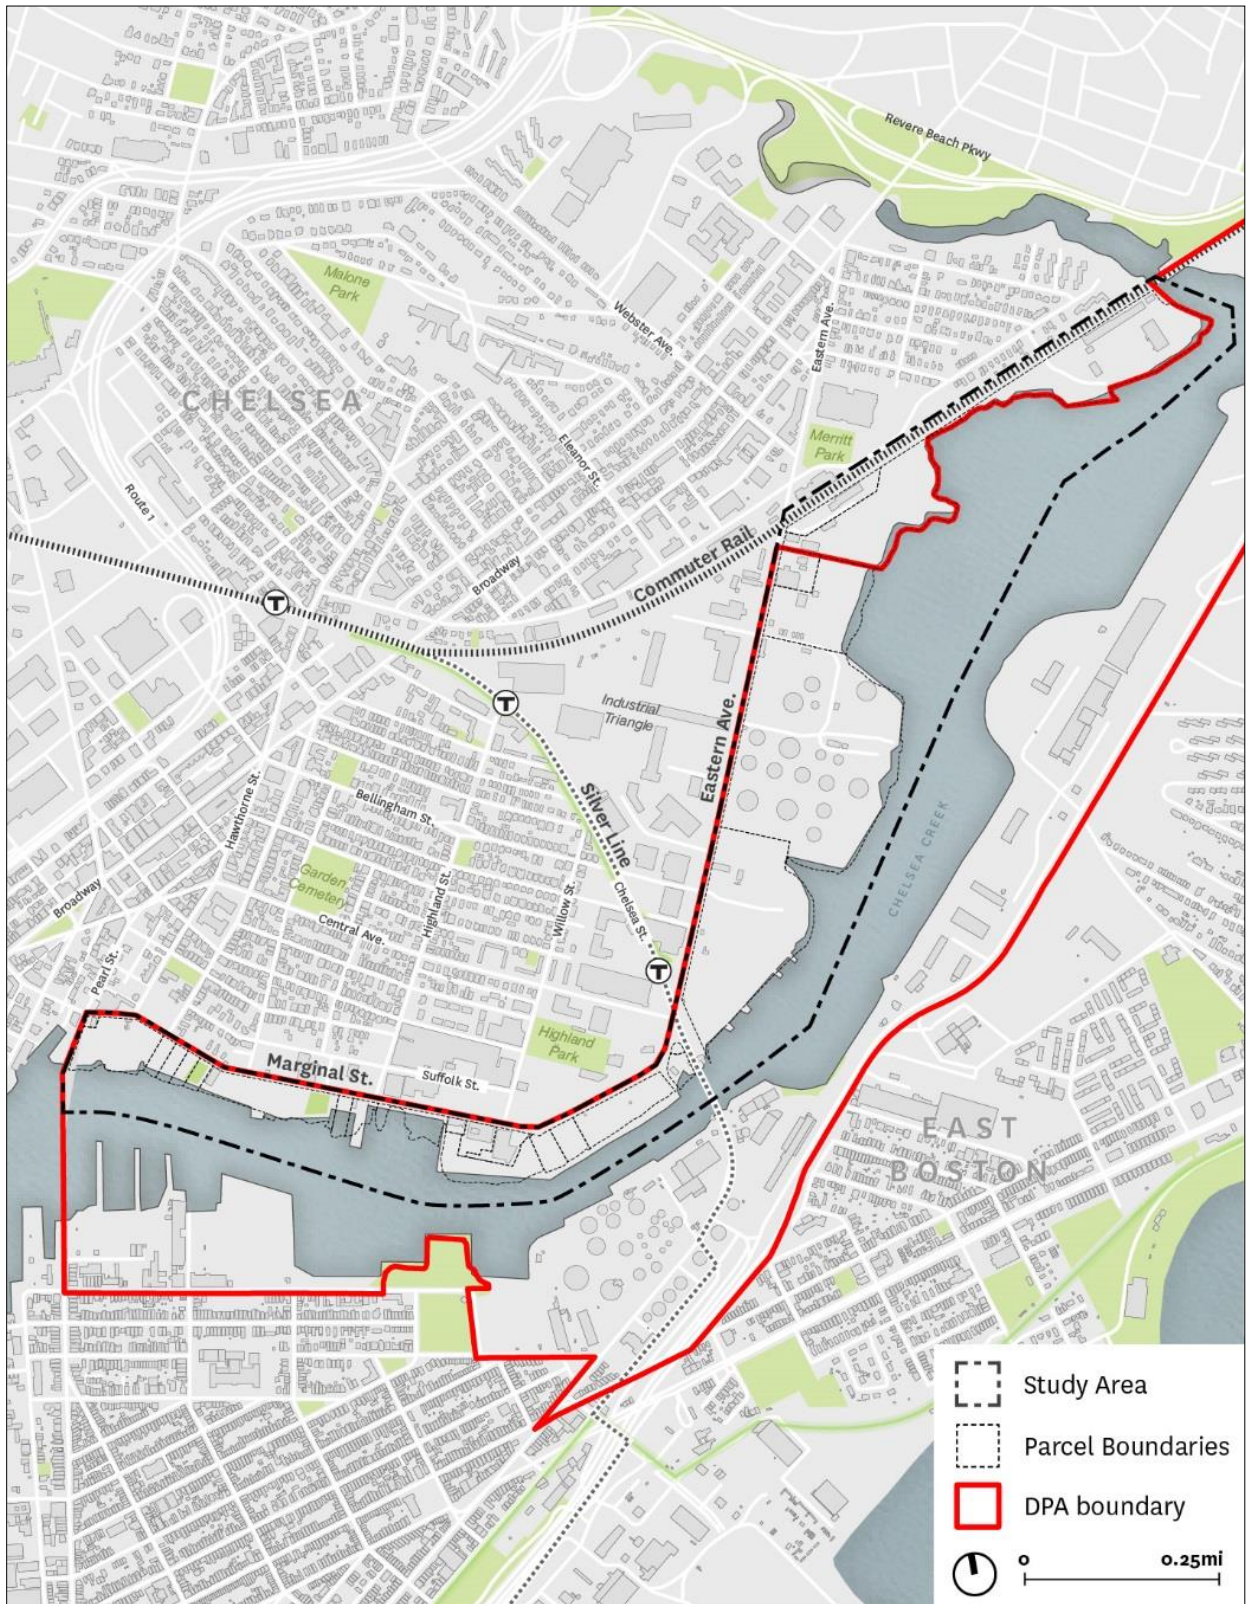 Revere Beach Pkwy
Malone
Park
Webster Ave.
Eastern Ave.
CHELSEA
Merritt
Park
Eleanor St.
Route 1
Commuter Rail
Broadway
T
T
Industrial
Triangle
Eastern Ave.
Silver Line
Hawthorne St.
Bellingham St.
CHELSEA CREEK
Garden
Cemetery
Highland St.
Willow St.
Chelsea St.
Broadway
Central Ave.
Pearl St.
T
Highland
Park
Marginal St.
Suffolk St.
EAST
BOSTON
Study Area
Parcel Boundaries
DPA boundary
0 0.25mi